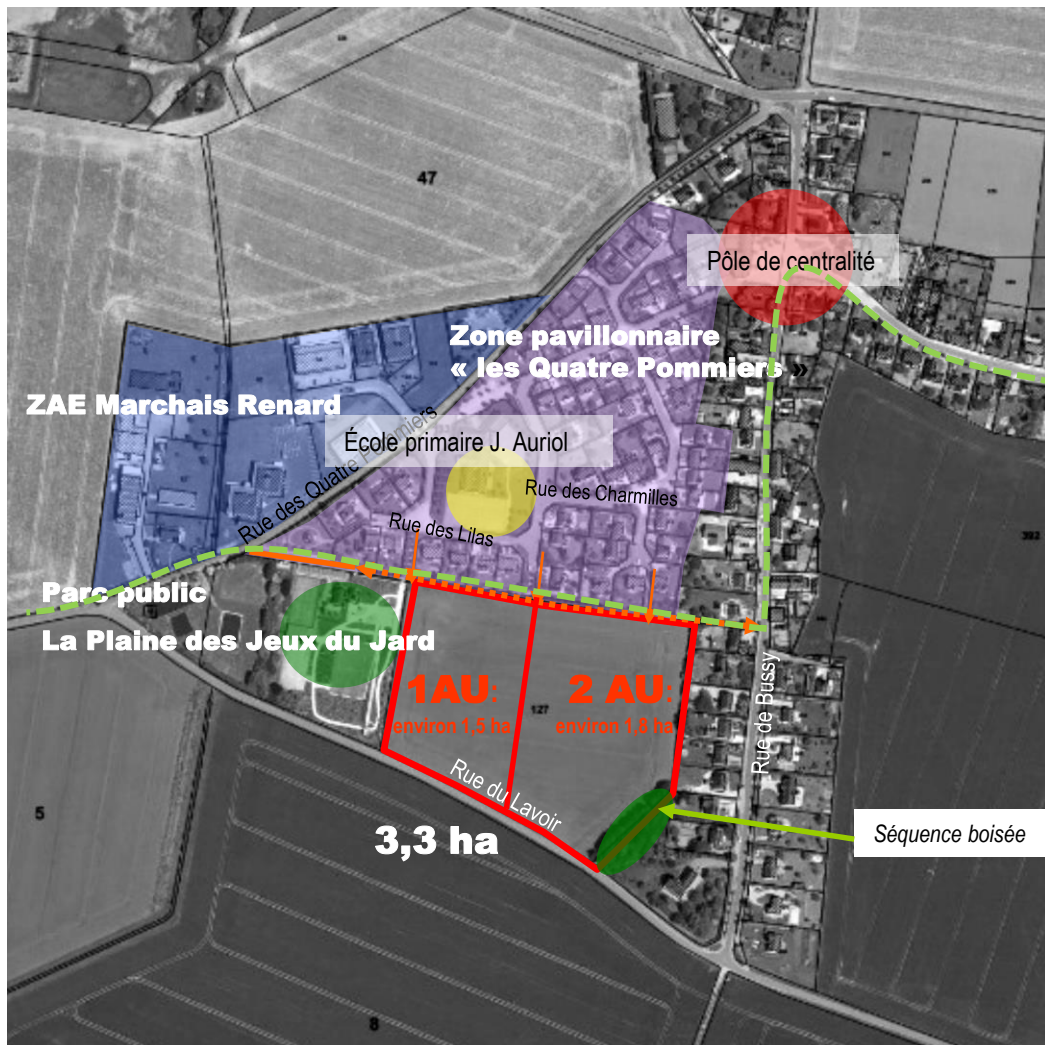 47
Pôle de centralité
Zone pavillonnaire
« les Quatre Pommiers »
ZAE Marchais Renard
École primaire J. Auriol
Rue des Quatre Pommiers
Rue des Charmilles
Rue des Lilas
392
Parc public
La Plaine des Jeux du Jard
1AU:
environ 1,5 ha
127
2 AU:
environ 1,8 ha
Rue de Bussy
Rue du Lavoir
5
3,3 ha
Séquence boisée
8